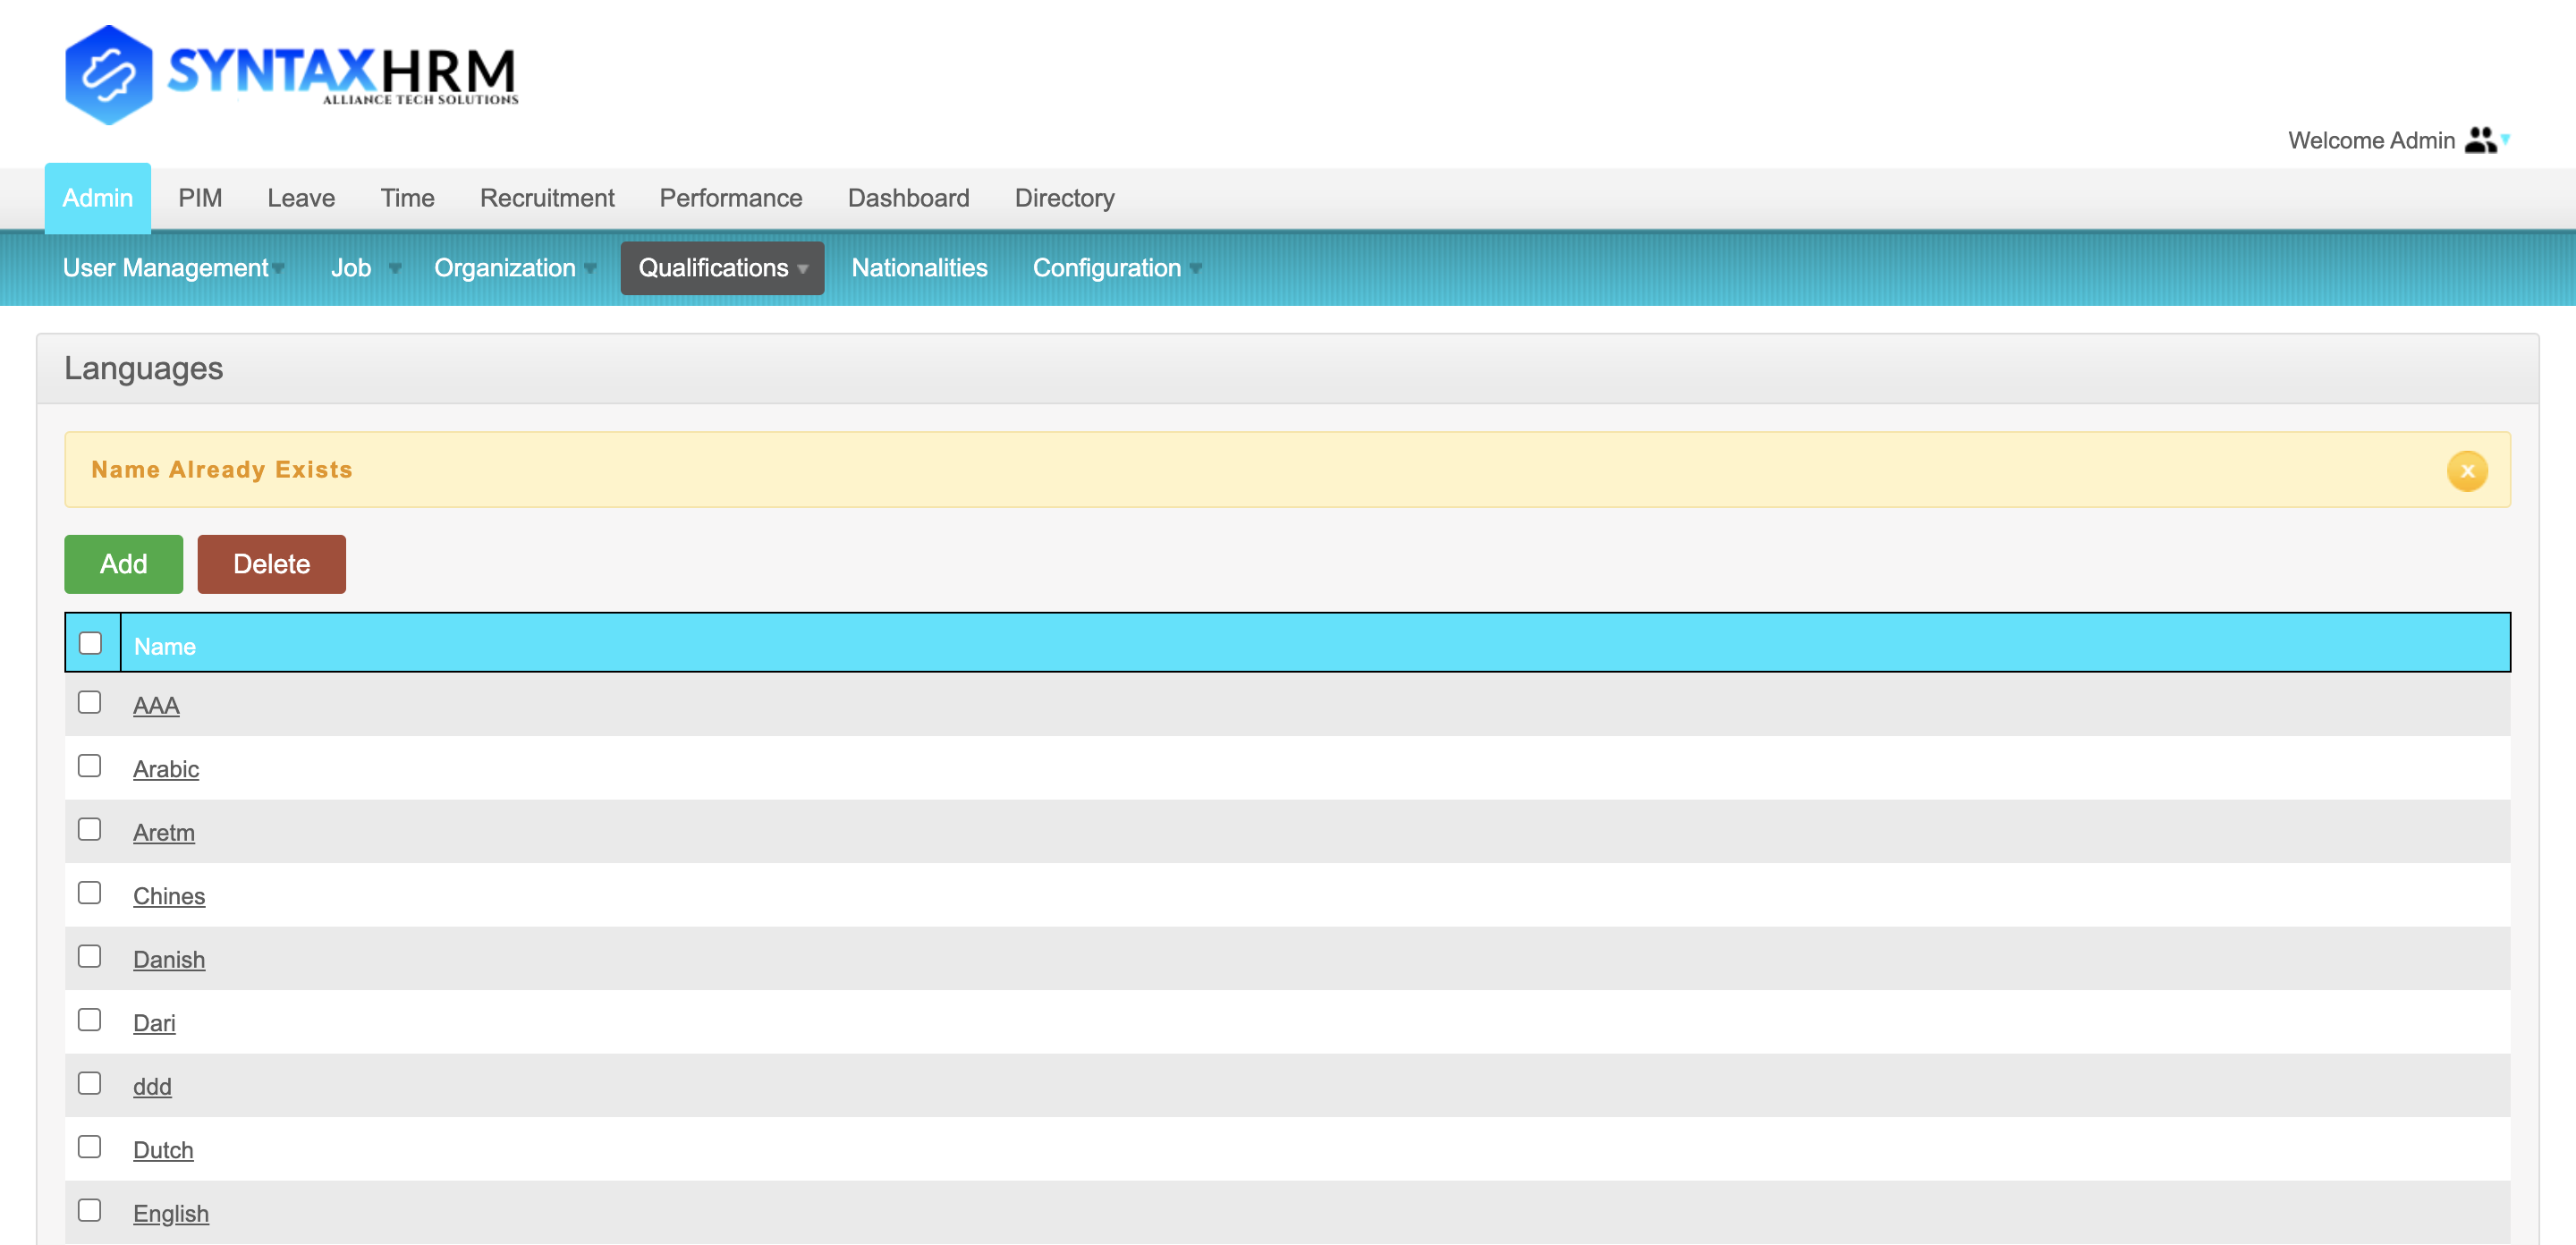 SYNTAXHRM
ALLIANCE TECH SOLUTIONS
Welcome Admin
Admin PIM Leave Time Recruitment Performance Dashboard Directory
User Management Job Organization Qualifications Nationalities Configuration
Languages
Name Already Exists
Add Delete
Name
AAA
Arabic
Aretm
Chines
Danish
Dari
ddd
Dutch
English